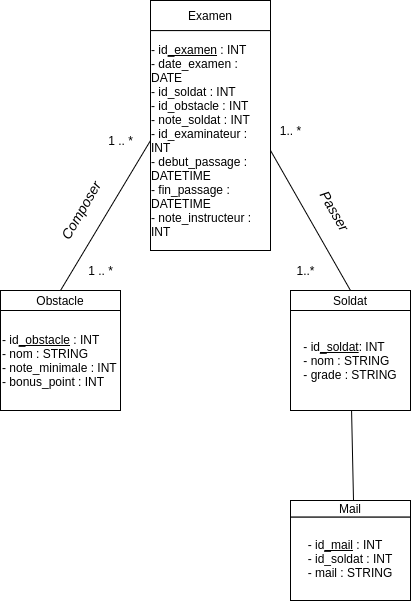 Examen
- id_examen : INT
- date_examen :
DATE
- id_soldat : INT
- id_obstacle : INT
- note_soldat : INT
- id_examinateur :
INT
- debut_passage :
DATETIME
- fin_passage :
DATETIME
- note_instructeur :
INT
1 .. *
1.. *
Composer
Passer
1 .. *
1..*
Obstacle
- id_obstacle : INT
- nom : STRING
- note_minimale : INT
- bonus_point : INT
Soldat
- id_soldat: INT
- nom : STRING
- grade : STRING
Mail
- id_mail : INT
- id_soldat : INT
- mail : STRING